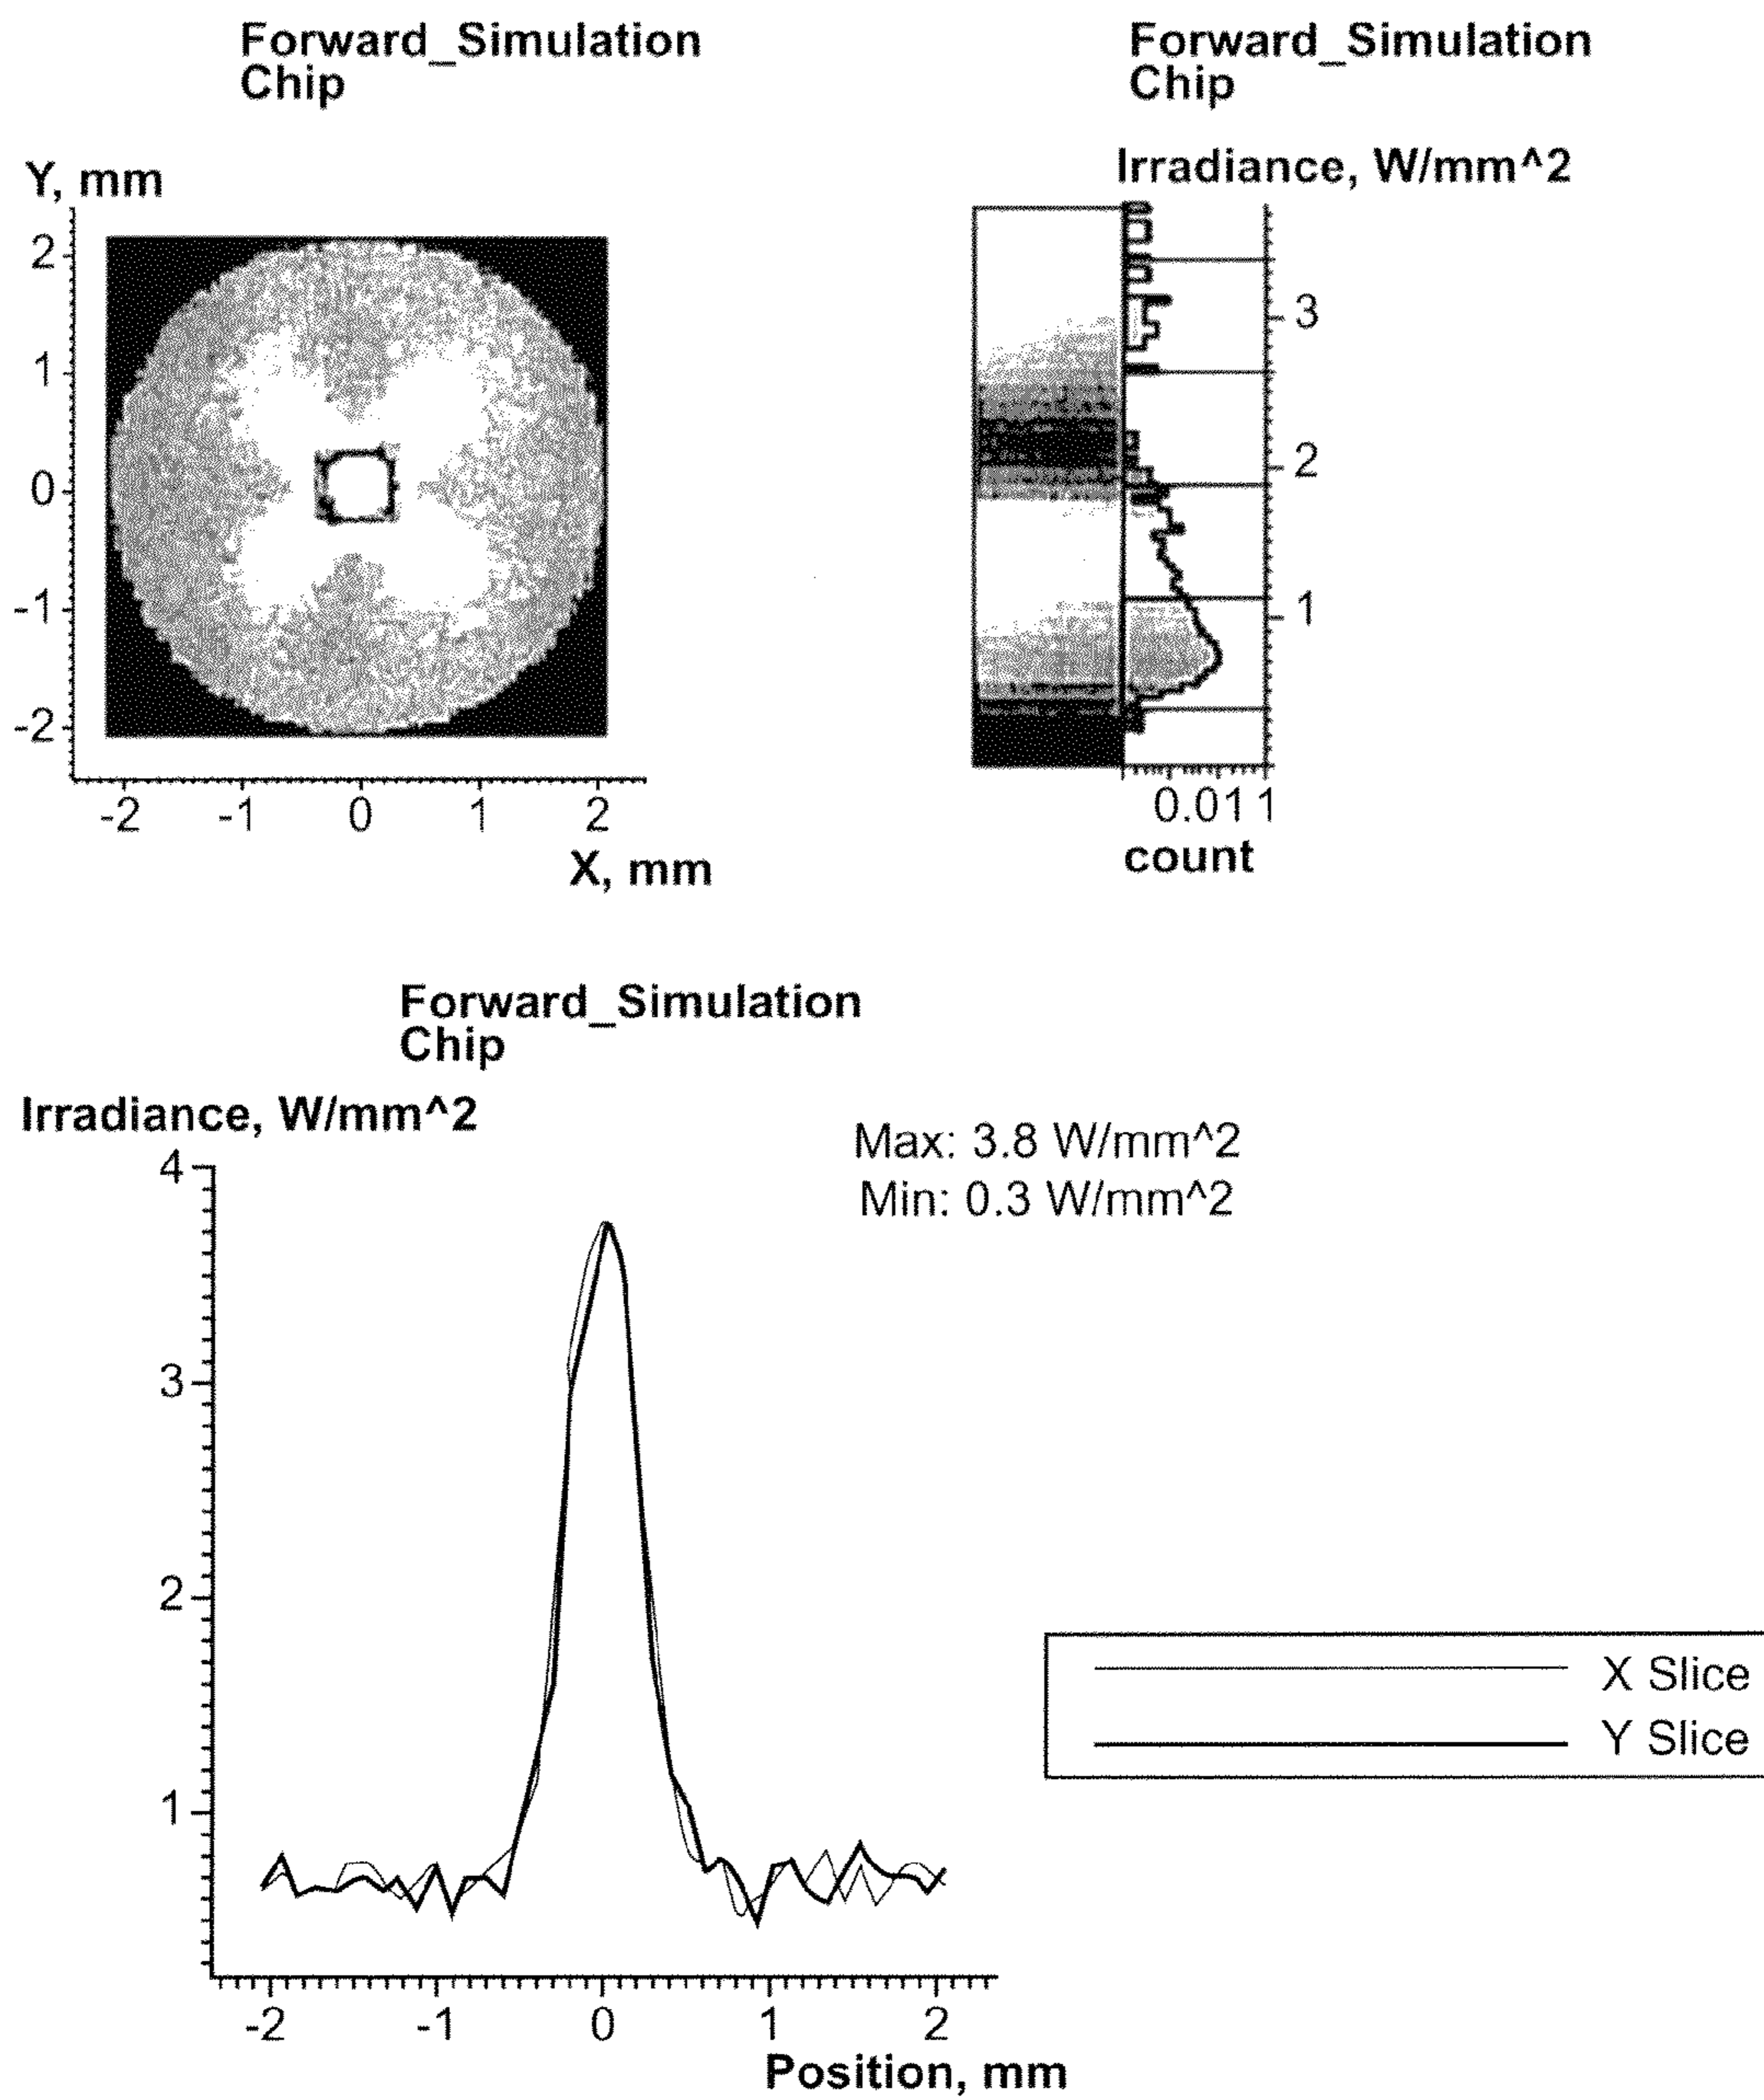 Forward_Simulation
Chip
Y, mm
2
1
0
-1
-2
-2 -1 0 1 2
X, mm
Forward_Simulation
Chip
Irradiance, W/mm^2
3
2
1
0.01 1
count
Forward_Simulation
Chip
Irradiance, W/mm^2
Max: 3.8 W/mm^2
Min: 0.3 W/mm^2
4
3
2
1
-2 -1 0 1 2
Position, mm
X Slice
Y Slice